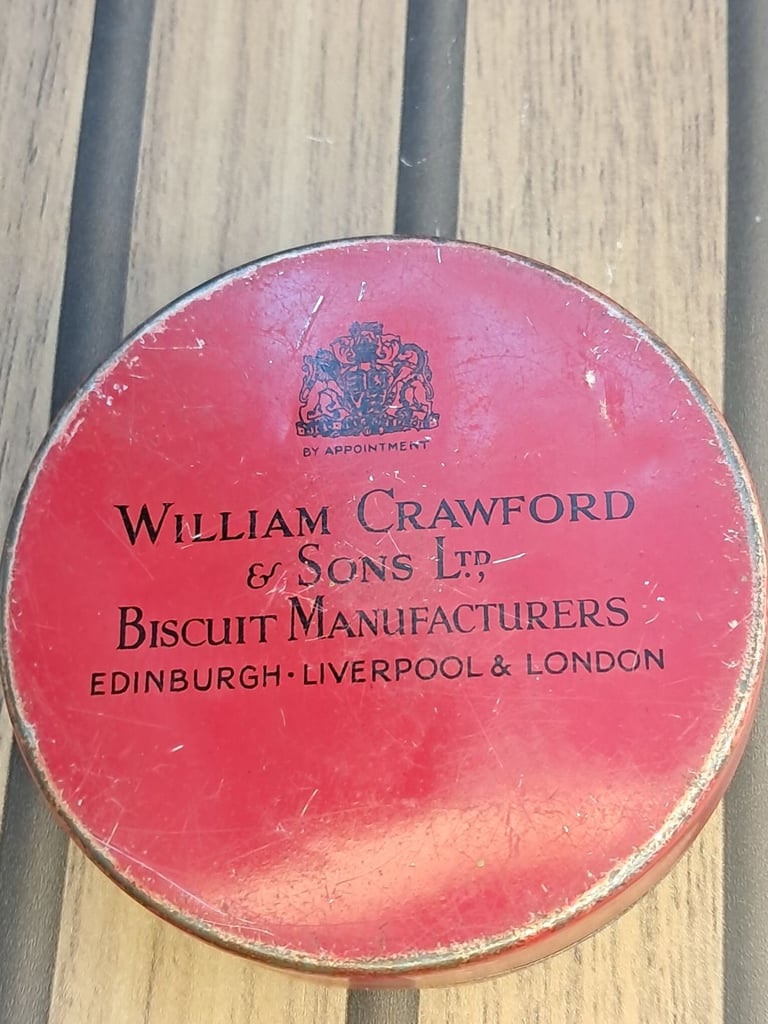 BY APPOINTMENT
WILLIAM CRAWFORD
& SONS LTD,
BISCUIT MANUFACTURERS
EDINBURGH · LIVERPOOL & LONDON